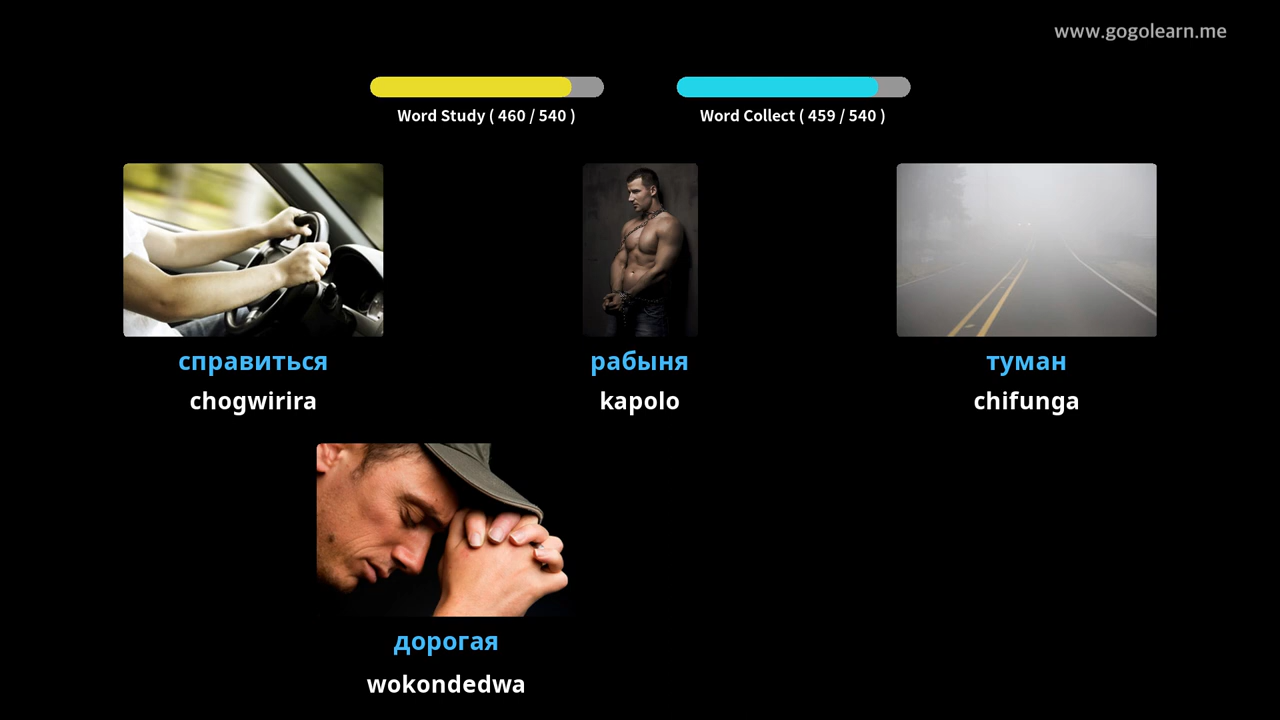 www.gogolearn.me
Word Study ( 460 / 540 )
Word Collect ( 459 / 540 )
справиться
chogwirira
рабыня
kapolo
туман
chifunga
дорогая
wokondedwa